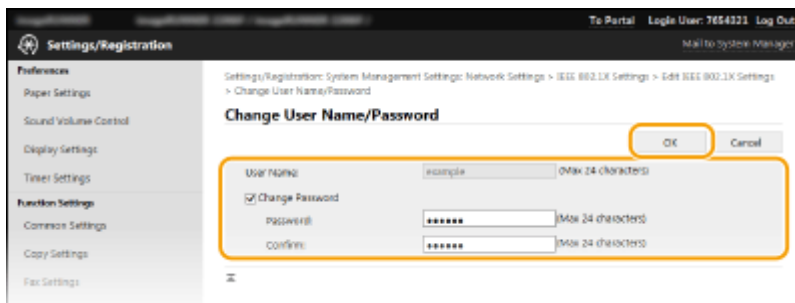 To Portal Login User: 7654321 Log Out
Settings/Registration
Mail to System Manager
Preferences
Paper Settings
Sound Volume Control
Display Settings
Timer Settings
Function Settings
Common Settings
Copy Settings
Fax Settings
Settings/Registration: System Management Settings: Network Settings > IEEE 802.1X Settings > Edit IEEE 802.1X Settings
> Change User Name/Password
Change User Name/Password
OK Cancel
User Name: example (Max 24 characters)
Change Password
Password: •••••• (Max 24 characters)
Confirm: •••••• (Max 24 characters)